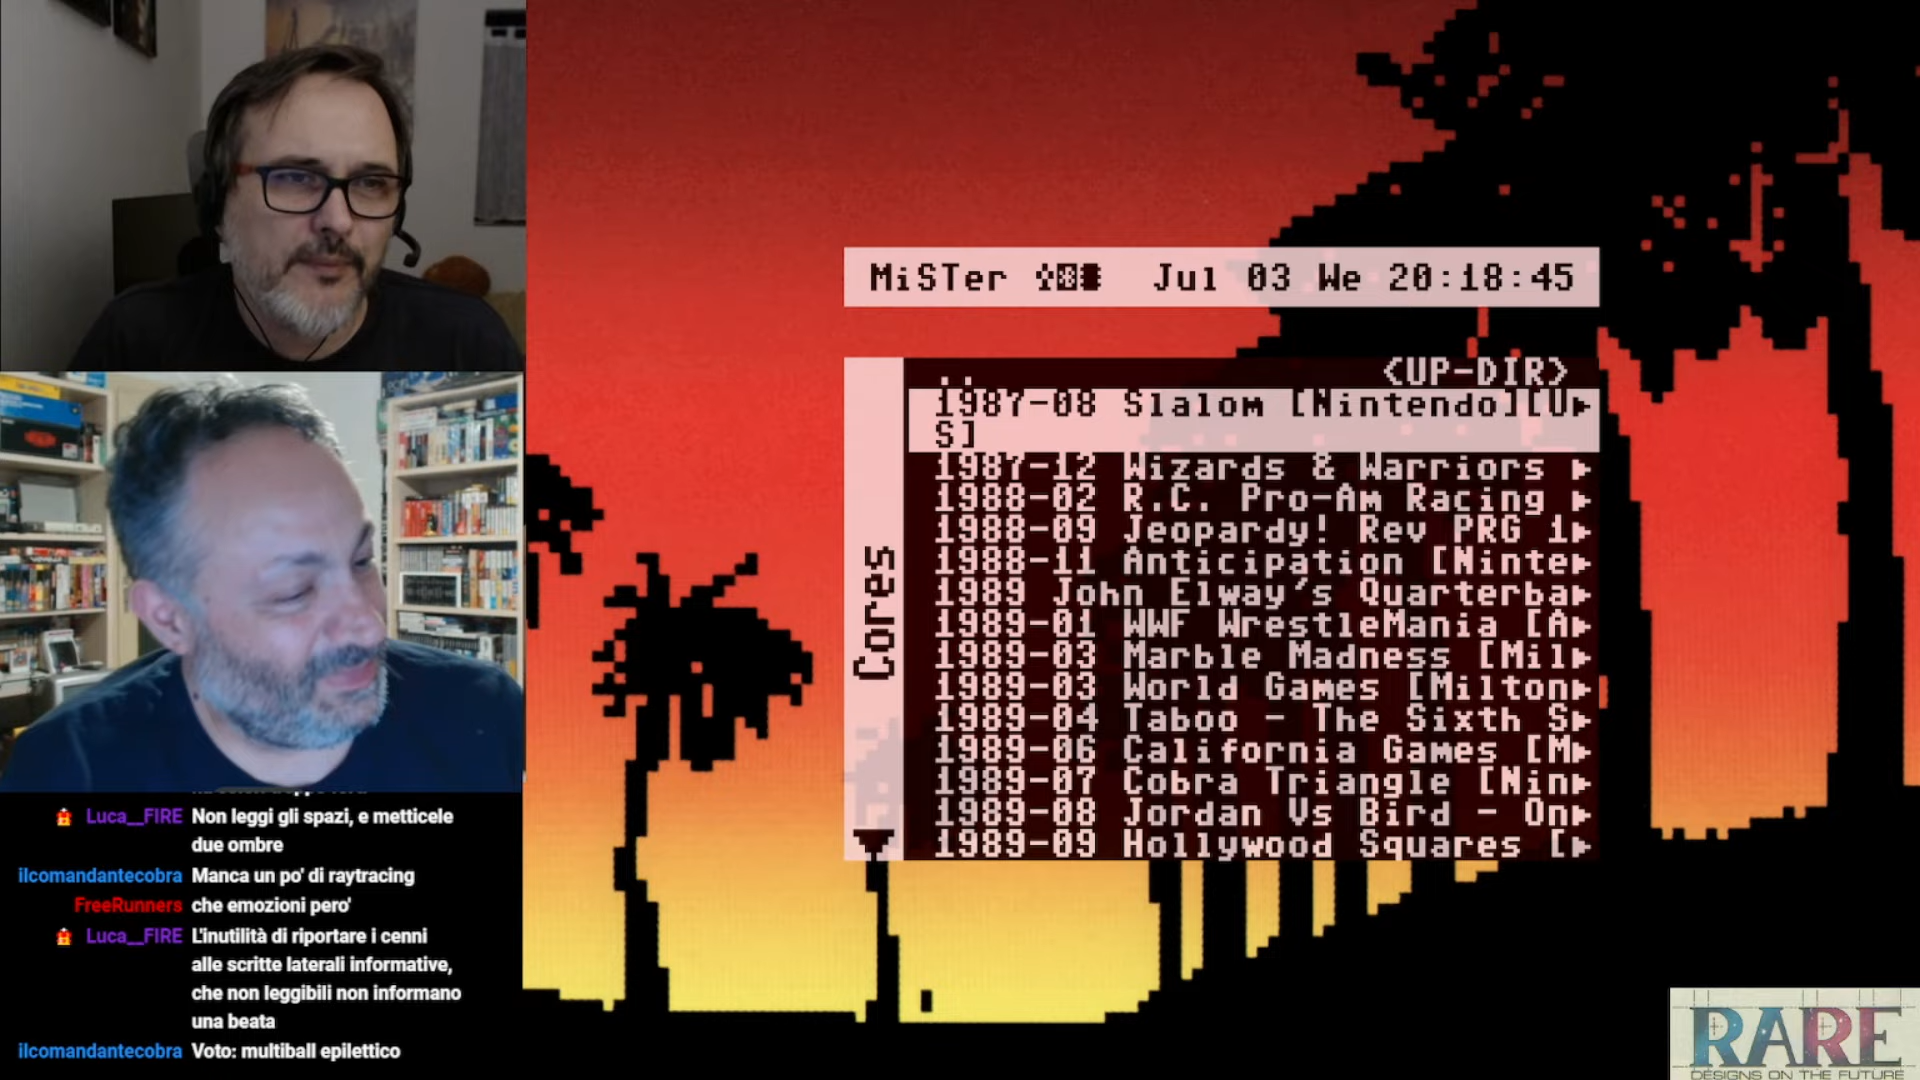 MiSTer Jul 03 We 20:18:45
Cores
.. <UP-DIR>
1987-08 Slalom [Nintendo][U
S]
1987-12 Wizards & Warriors
1988-02 R.C. Pro-Am Racing
1988-09 Jeopardy! Rev PRG 1
1988-11 Anticipation [Ninte
1989 John Elway's Quarterba
1989-01 WWF WrestleMania [A
1989-03 Marble Madness [Mil
1989-03 World Games [Milton
1989-04 Taboo - The Sixth S
1989-06 California Games [M
1989-07 Cobra Triangle [Nin
1989-08 Jordan Vs Bird - On
1989-09 Hollywood Squares [
Luca__FIRE Non leggi gli spazi, e metticele
due ombre
ilcomandantecobra Manca un po' di raytracing
FreeRunners che emozioni pero'
Luca__FIRE L'inutilità di riportare i cenni
alle scritte laterali informative,
che non leggibili non informano
una beata
ilcomandantecobra Voto: multiball epilettico
RARE
DESIGNS ON THE FUTURE